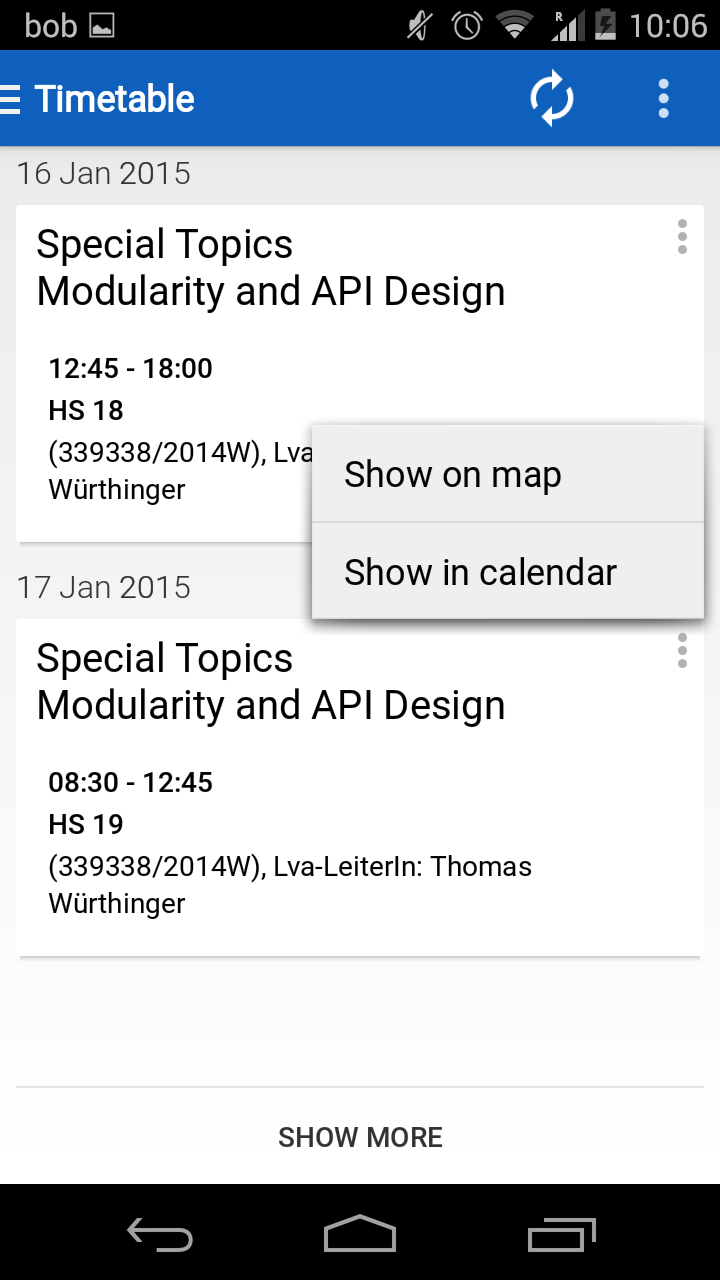 bob
R
10:06
Timetable
16 Jan 2015
Special Topics
Modularity and API Design
12:45 - 18:00
HS 18
(339338/2014W), Lva
Würthinger
Show on map
Show in calendar
17 Jan 2015
Special Topics
Modularity and API Design
08:30 - 12:45
HS 19
(339338/2014W), Lva-LeiterIn: Thomas
Würthinger
SHOW MORE